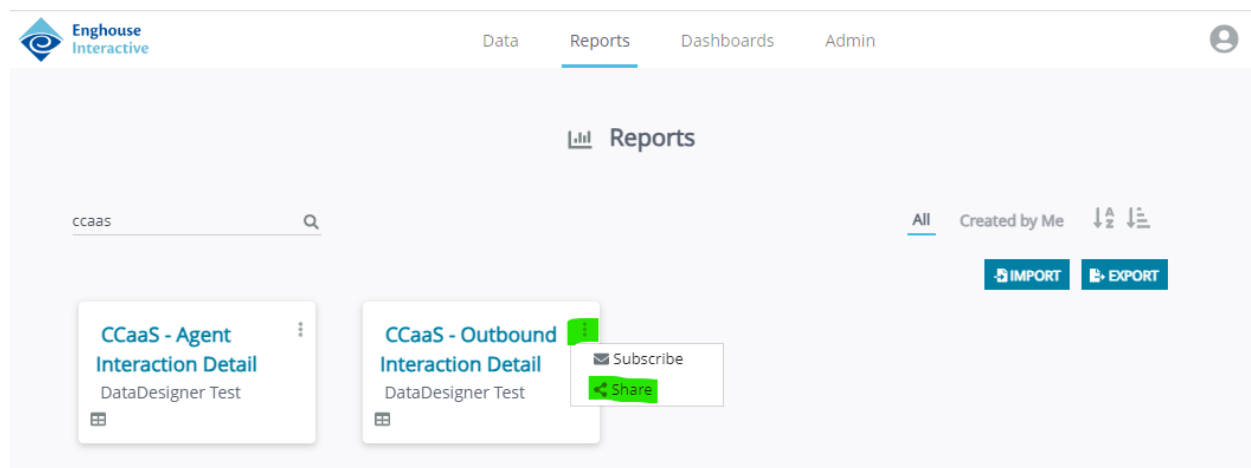 Enghouse
Interactive
Data Reports Dashboards Admin
Reports
ccaas
All Created by Me
IMPORT EXPORT
CCaaS - Agent
Interaction Detail
DataDesigner Test
CCaaS - Outbound
Interaction Detail
DataDesigner Test
Subscribe
Share